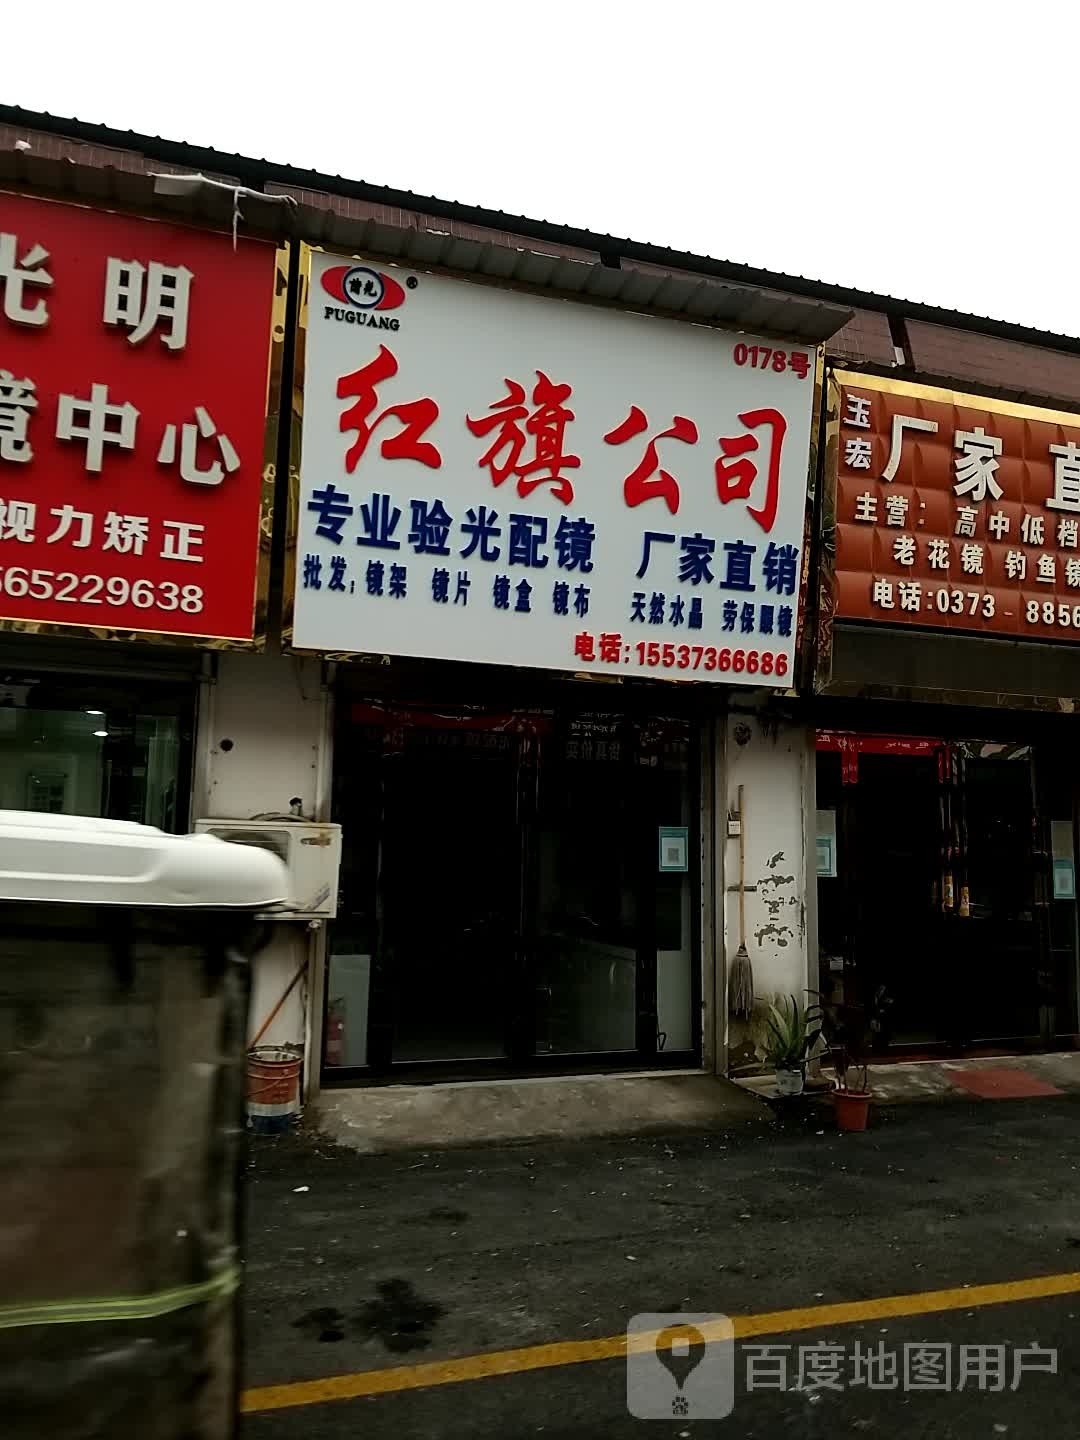 光明
镜中心
视力矫正
565229638
普光®
PUGUANG
0178号
红旗公司
专业验光配镜 厂家直销
批发:镜架 镜片 镜盒 镜布 天然水晶 劳保眼镜
电话:15537366686
玉宏
厂家直
主营:高中低档
老花镜 钓鱼镜
电话:0373-8856
百度地图用户